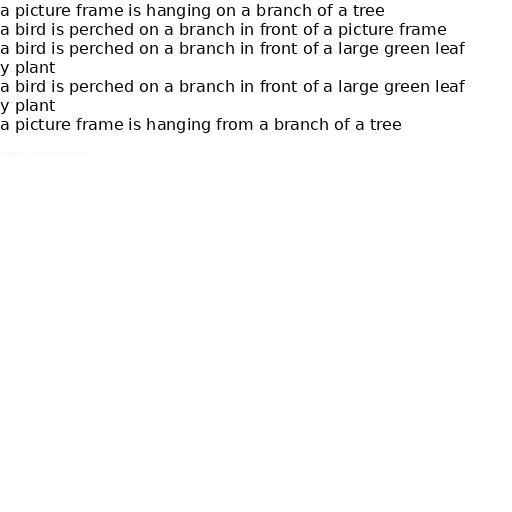 a picture frame is hanging on a branch of a tree
a bird is perched on a branch in front of a picture frame
a bird is perched on a branch in front of a large green leaf
y plant
a bird is perched on a branch in front of a large green leaf
y plant
a picture frame is hanging from a branch of a tree